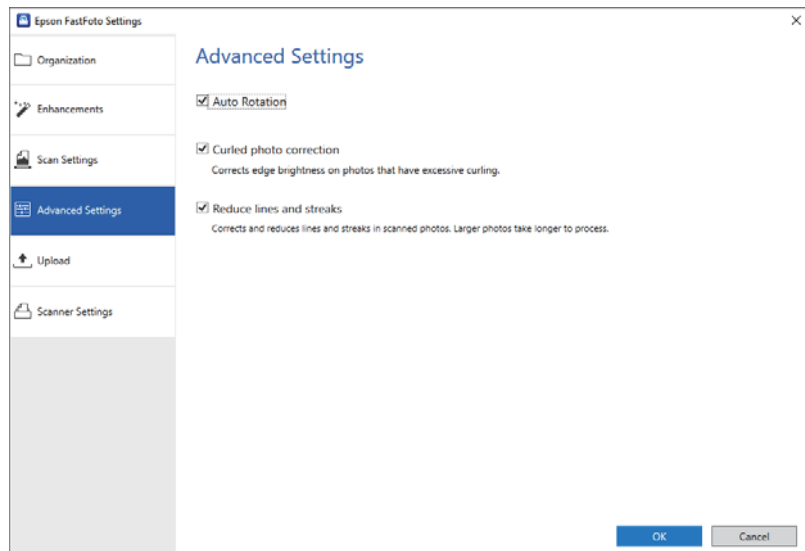 Epson FastFoto Settings
Organization
Enhancements
Scan Settings
Advanced Settings
Upload
Scanner Settings
Advanced Settings
Auto Rotation
Curled photo correction
Corrects edge brightness on photos that have excessive curling.
Reduce lines and streaks
Corrects and reduces lines and streaks in scanned photos. Larger photos take longer to process.
OK
Cancel